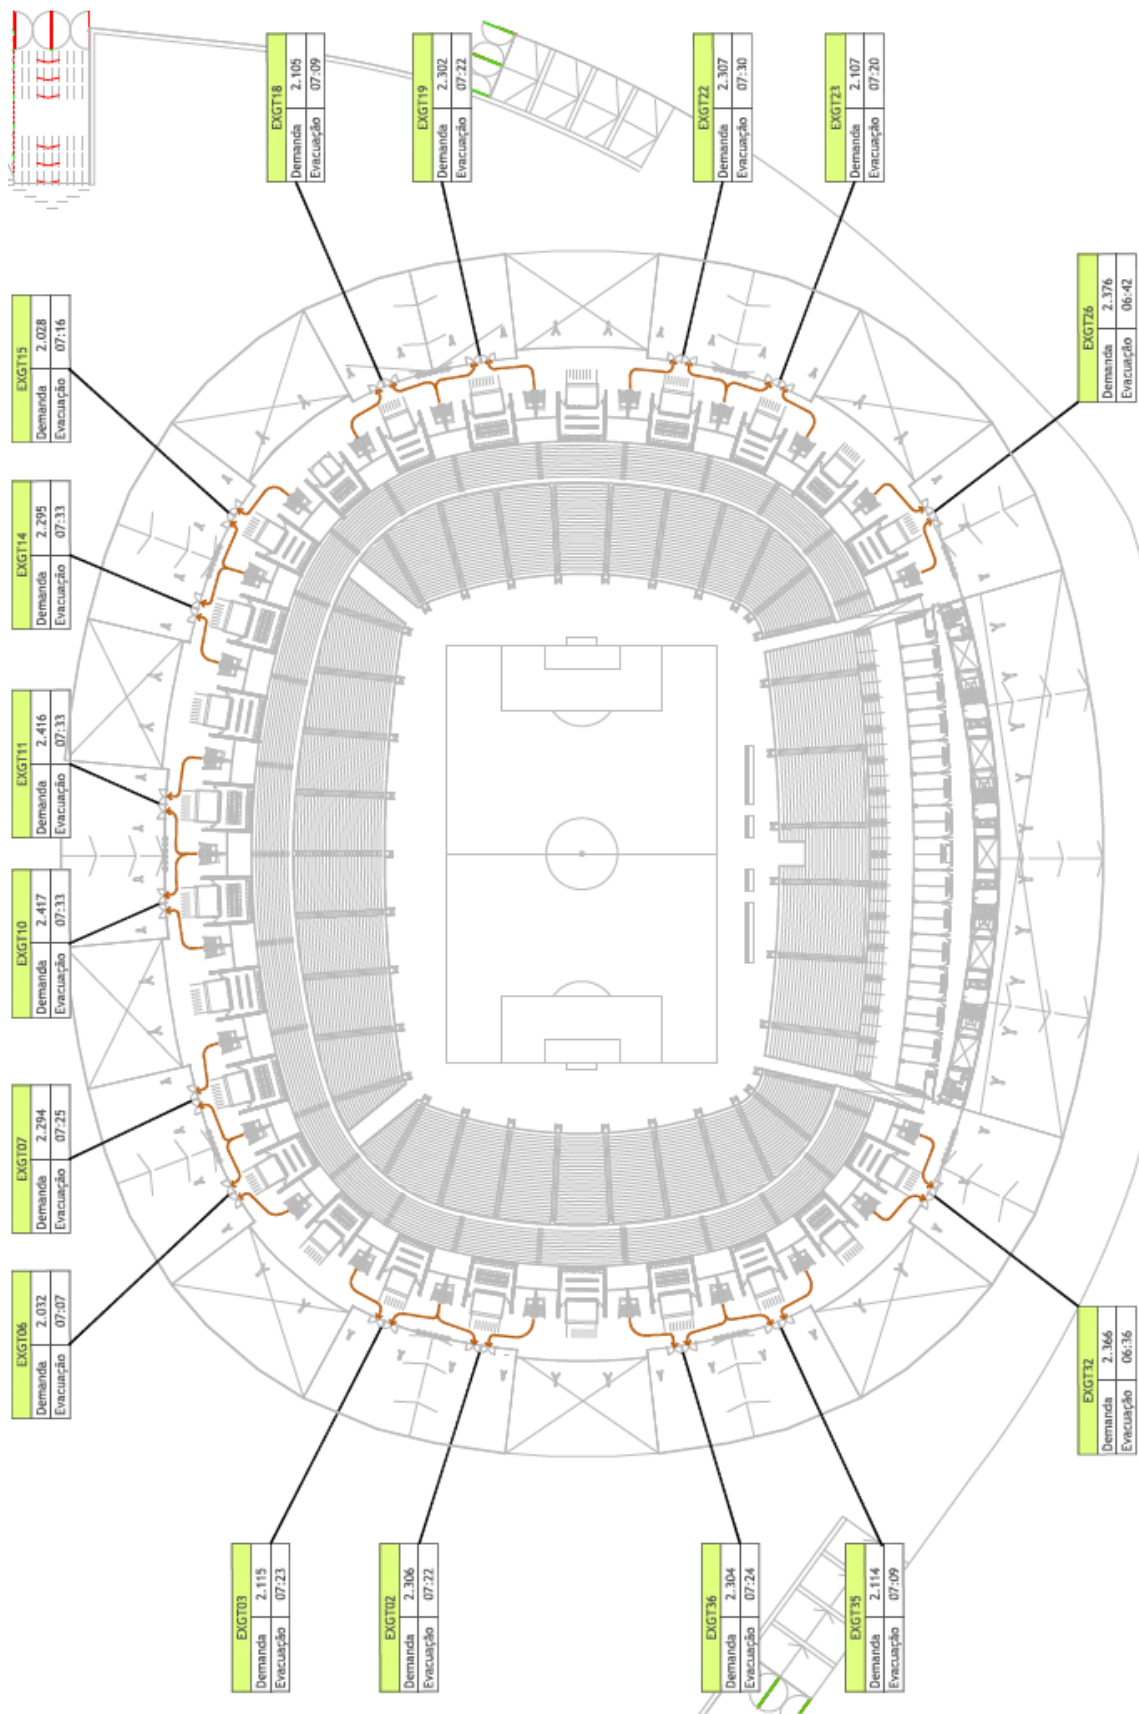 EXGT18
Demanda 2.105
Evacuação 07:09
EXGT19
Demanda 2.302
Evacuação 07:22
EXGT22
Demanda 2.307
Evacuação 07:30
EXGT23
Demanda 2.107
Evacuação 07:20
EXGT26
Demanda 2.376
Evacuação 06:42
EXGT15
Demanda 2.028
Evacuação 07:16
EXGT14
Demanda 2.295
Evacuação 07:33
EXGT11
Demanda 2.416
Evacuação 07:33
EXGT10
Demanda 2.417
Evacuação 07:33
EXGT07
Demanda 2.294
Evacuação 07:25
EXGT06
Demanda 2.032
Evacuação 07:07
EXGT32
Demanda 2.366
Evacuação 06:36
EXGT03
Demanda 2.115
Evacuação 07:23
EXGT02
Demanda 2.306
Evacuação 07:22
EXGT36
Demanda 2.304
Evacuação 07:24
EXGT35
Demanda 2.114
Evacuação 07:09